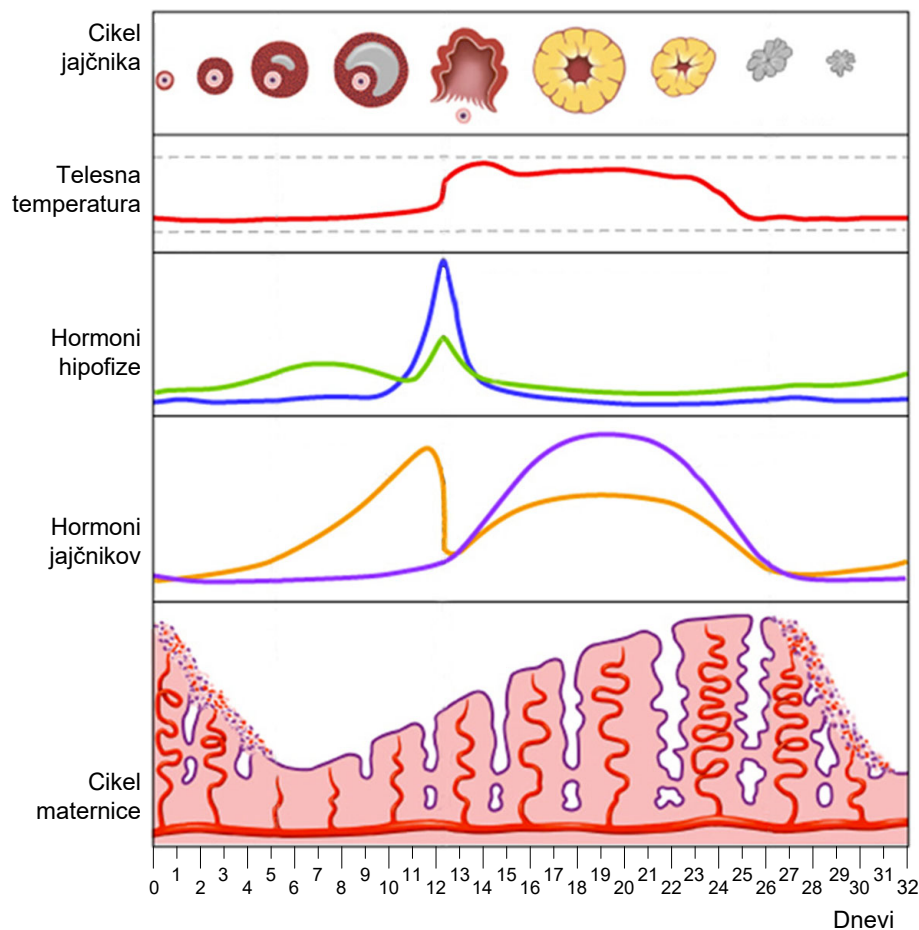 Cikel
jajčnika
Telesna
temperatura
Hormoni
hipofize
Hormoni
jajčnikov
Cikel
maternice
0 1 2 3 4 5 6 7 8 9 10 11 12 13 14 15 16 17 18 19 20 21 22 23 24 25 26 27 28 29 30 31 32
Dnevi